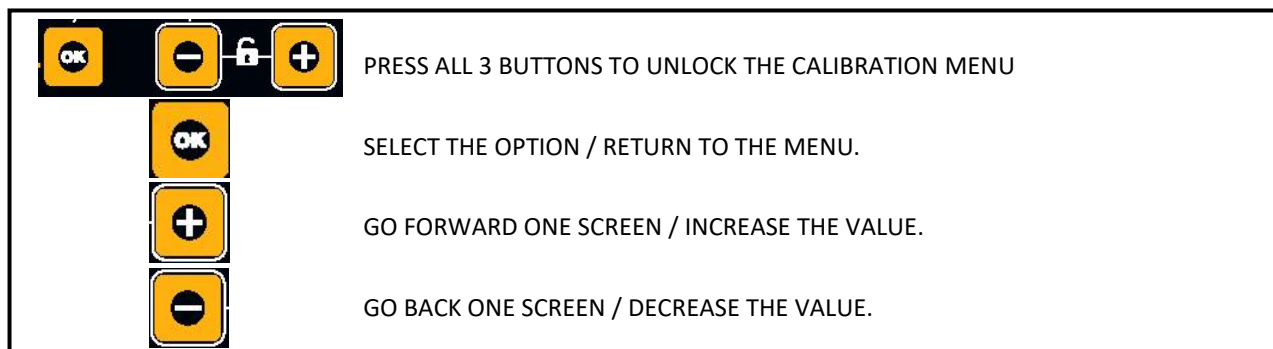 OK PRESS ALL 3 BUTTONS TO UNLOCK THE CALIBRATION MENU
OK SELECT THE OPTION / RETURN TO THE MENU.
GO FORWARD ONE SCREEN / INCREASE THE VALUE.
GO BACK ONE SCREEN / DECREASE THE VALUE.